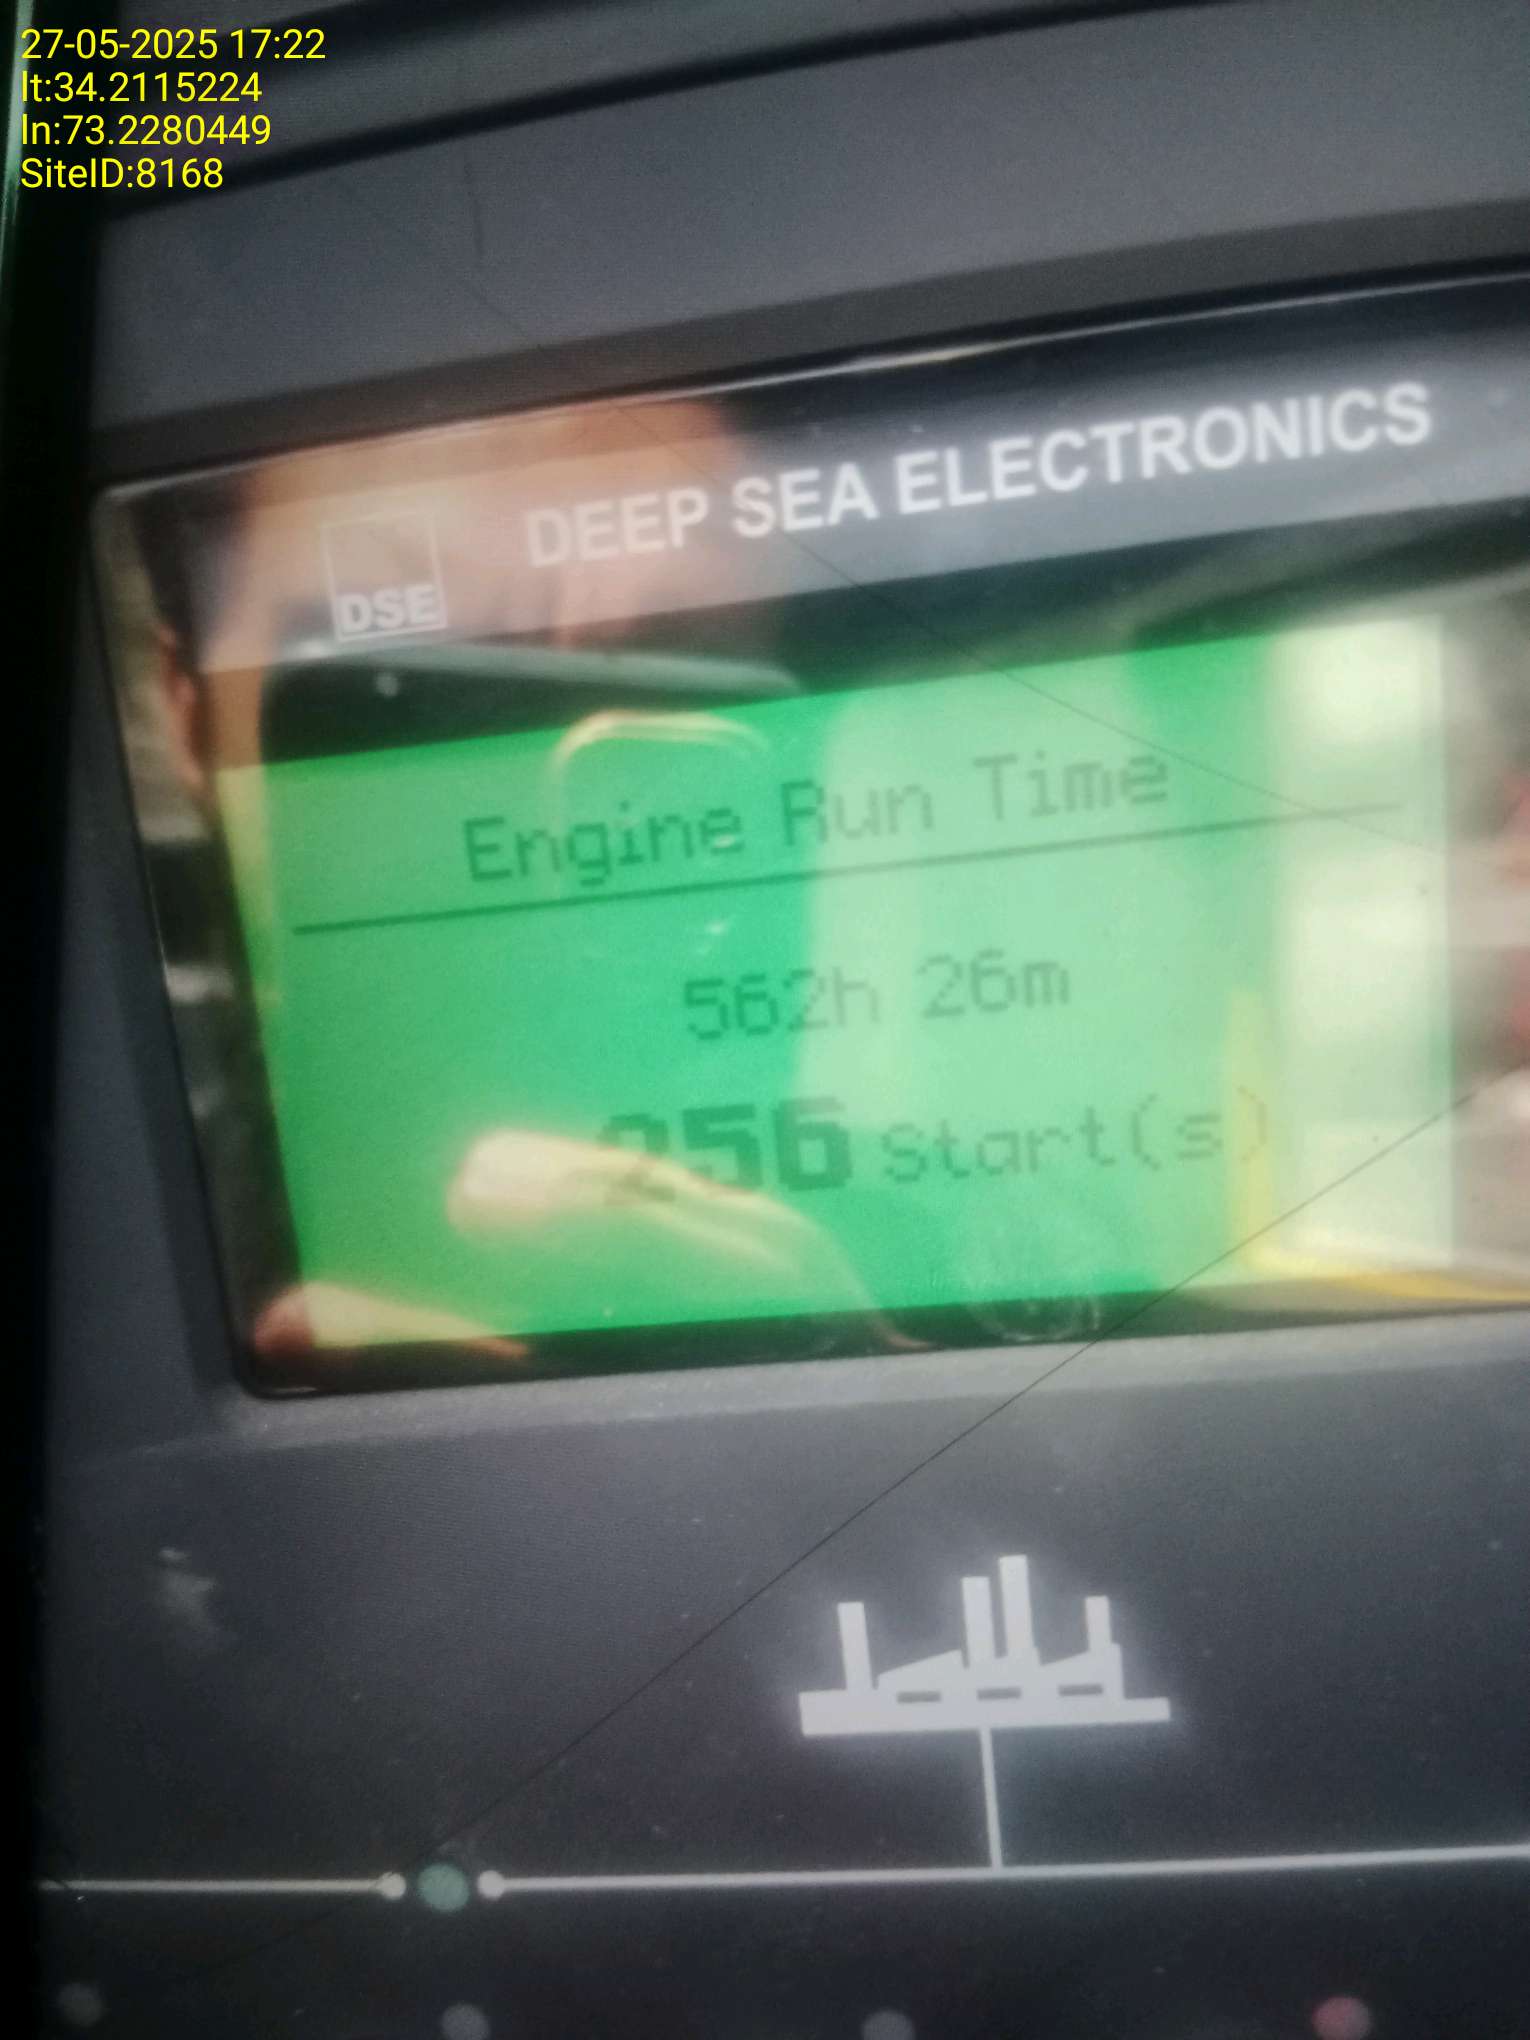 27-05-2025 17:22
lt:34.2115224
ln:73.2280449
SiteID:8168
DEEP SEA ELECTRONICS
DSE
Engine Run Time
562h 26m
256 Start(s)